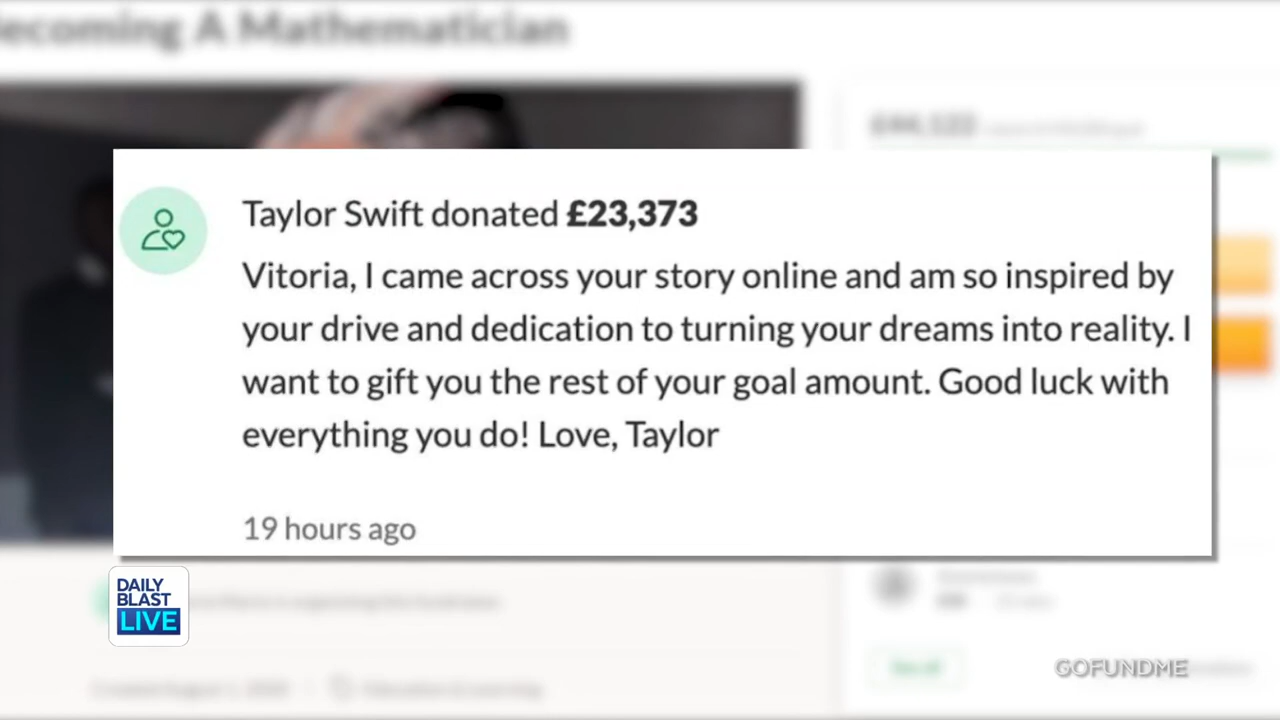 Becoming A Mathematician
Taylor Swift donated £23,373
Vitoria, I came across your story online and am so inspired by
your drive and dedication to turning your dreams into reality. I
want to gift you the rest of your goal amount. Good luck with
everything you do! Love, Taylor
19 hours ago
DAILY
BLAST
LIVE
GOFUNDME